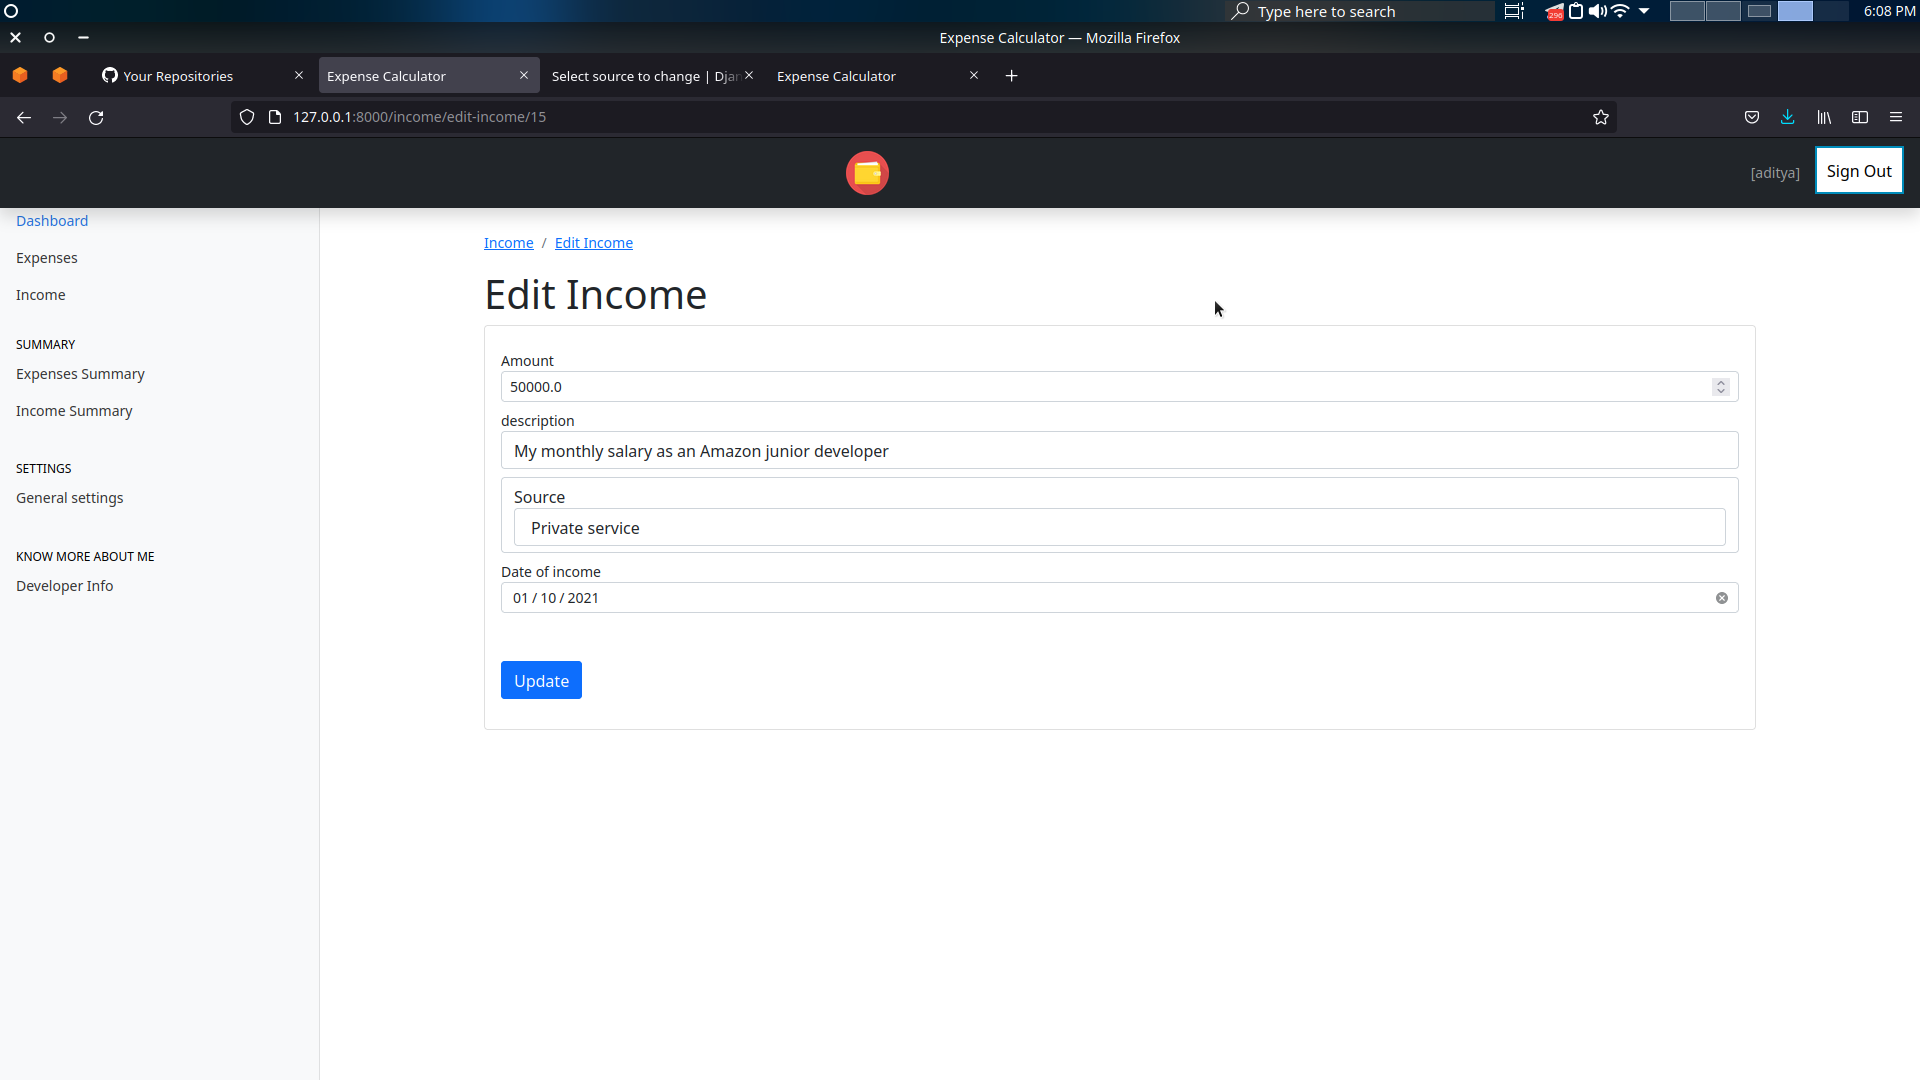 Type here to search
296
6:08 PM
Expense Calculator — Mozilla Firefox
Your Repositories
Expense Calculator
Select source to change | Djan
Expense Calculator
127.0.0.1:8000/income/edit-income/15
[aditya]
Sign Out
Dashboard
Expenses
Income
SUMMARY
Expenses Summary
Income Summary
SETTINGS
General settings
KNOW MORE ABOUT ME
Developer Info
Income / Edit Income
Edit Income
Amount
50000.0
description
My monthly salary as an Amazon junior developer
Source
Private service
Date of income
01 / 10 / 2021
Update